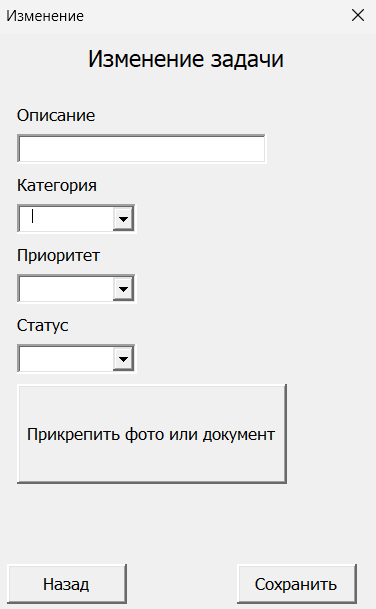 Изменение
Изменение задачи
Описание
Категория
Приоритет
Статус
Прикрепить фото или документ
Назад
Сохранить